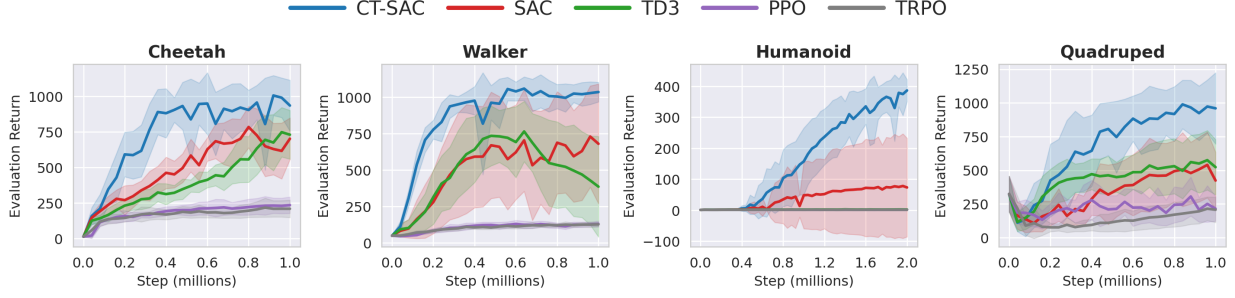 CT-SAC SAC TD3 PPO TRPO
Cheetah
Evaluation Return
1000
750
500
250
0
0.0 0.2 0.4 0.6 0.8 1.0
Step (millions)
Walker
Evaluation Return
1000
750
500
250
0
0.0 0.2 0.4 0.6 0.8 1.0
Step (millions)
Humanoid
Evaluation Return
400
300
200
100
0
−100
0.0 0.4 0.8 1.2 1.6 2.0
Step (millions)
Quadruped
Evaluation Return
1250
1000
750
500
250
0
0.0 0.2 0.4 0.6 0.8 1.0
Step (millions)